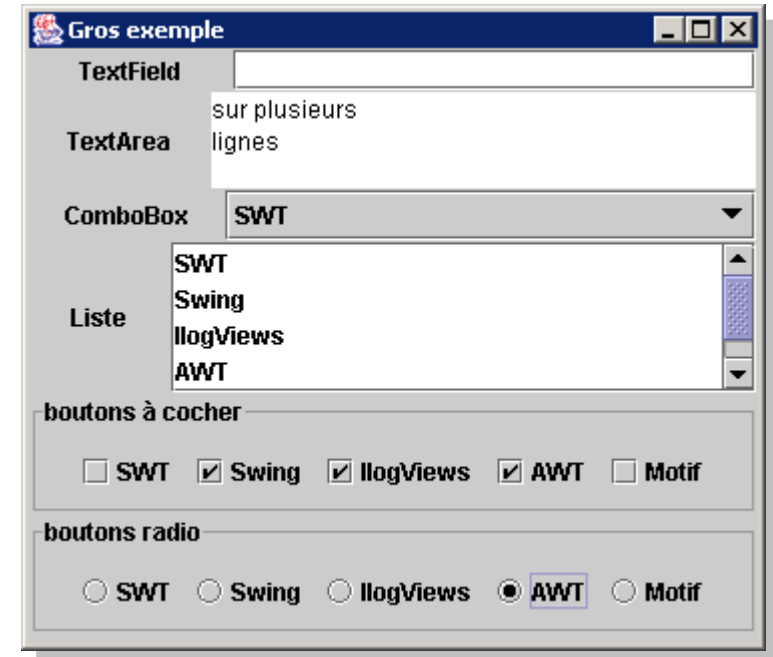 Gros exemple
TextField
TextArea
sur plusieurs
lignes
ComboBox
SWT
Liste
SWT
Swing
IlogViews
AWT
boutons à cocher
SWT Swing IlogViews AWT Motif
boutons radio
SWT Swing IlogViews AWT Motif